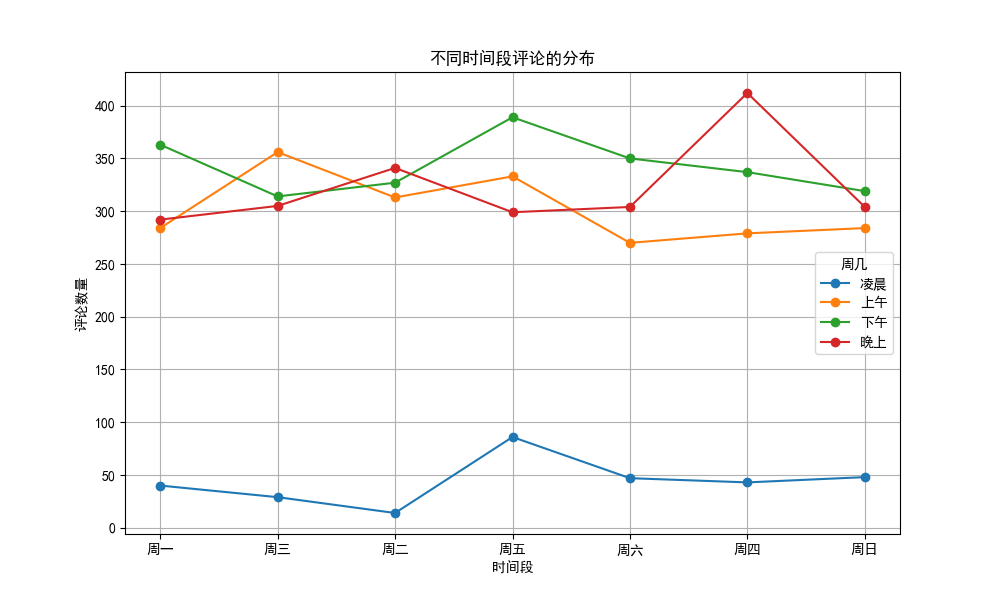 不同时间段评论的分布
评论数量
400
350
300
250
200
150
100
50
0
周几
凌晨
上午
下午
晚上
周一 周三 周二 周五 周六 周四 周日
时间段